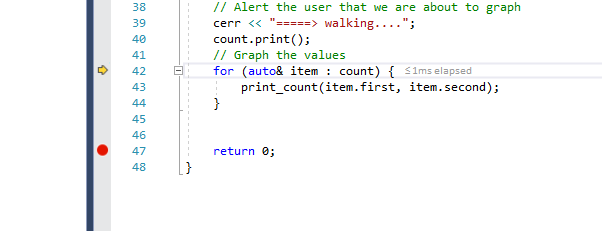 38 // Alert the user that we are about to graph
39 cerr << "=====> walking....";
40 count.print();
41 // Graph the values
42 for (auto& item : count) { ≤1ms elapsed
43 print_count(item.first, item.second);
44 }
45
46
47 return 0;
48 }